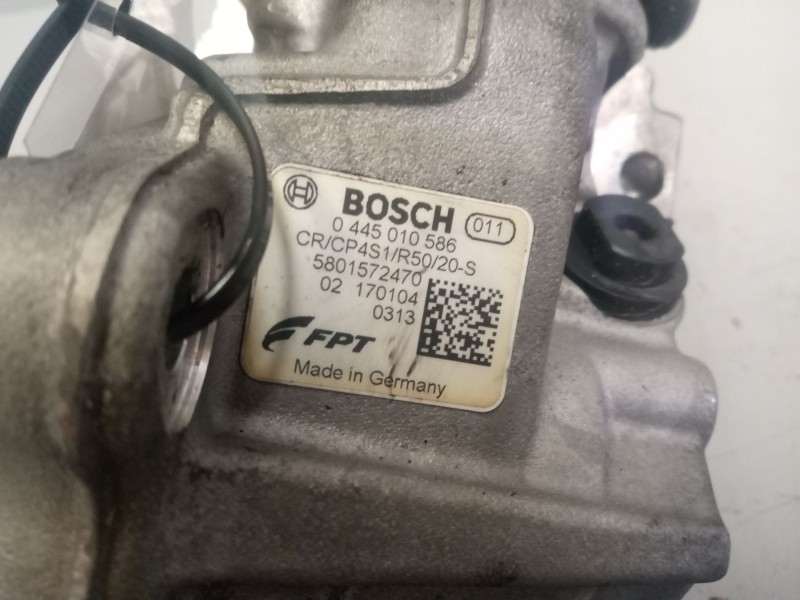 BOSCH 011
0 445 010 586
CR/CP4S1/R50/20-S
5801572470
02 170104
0313
FPT
Made in Germany